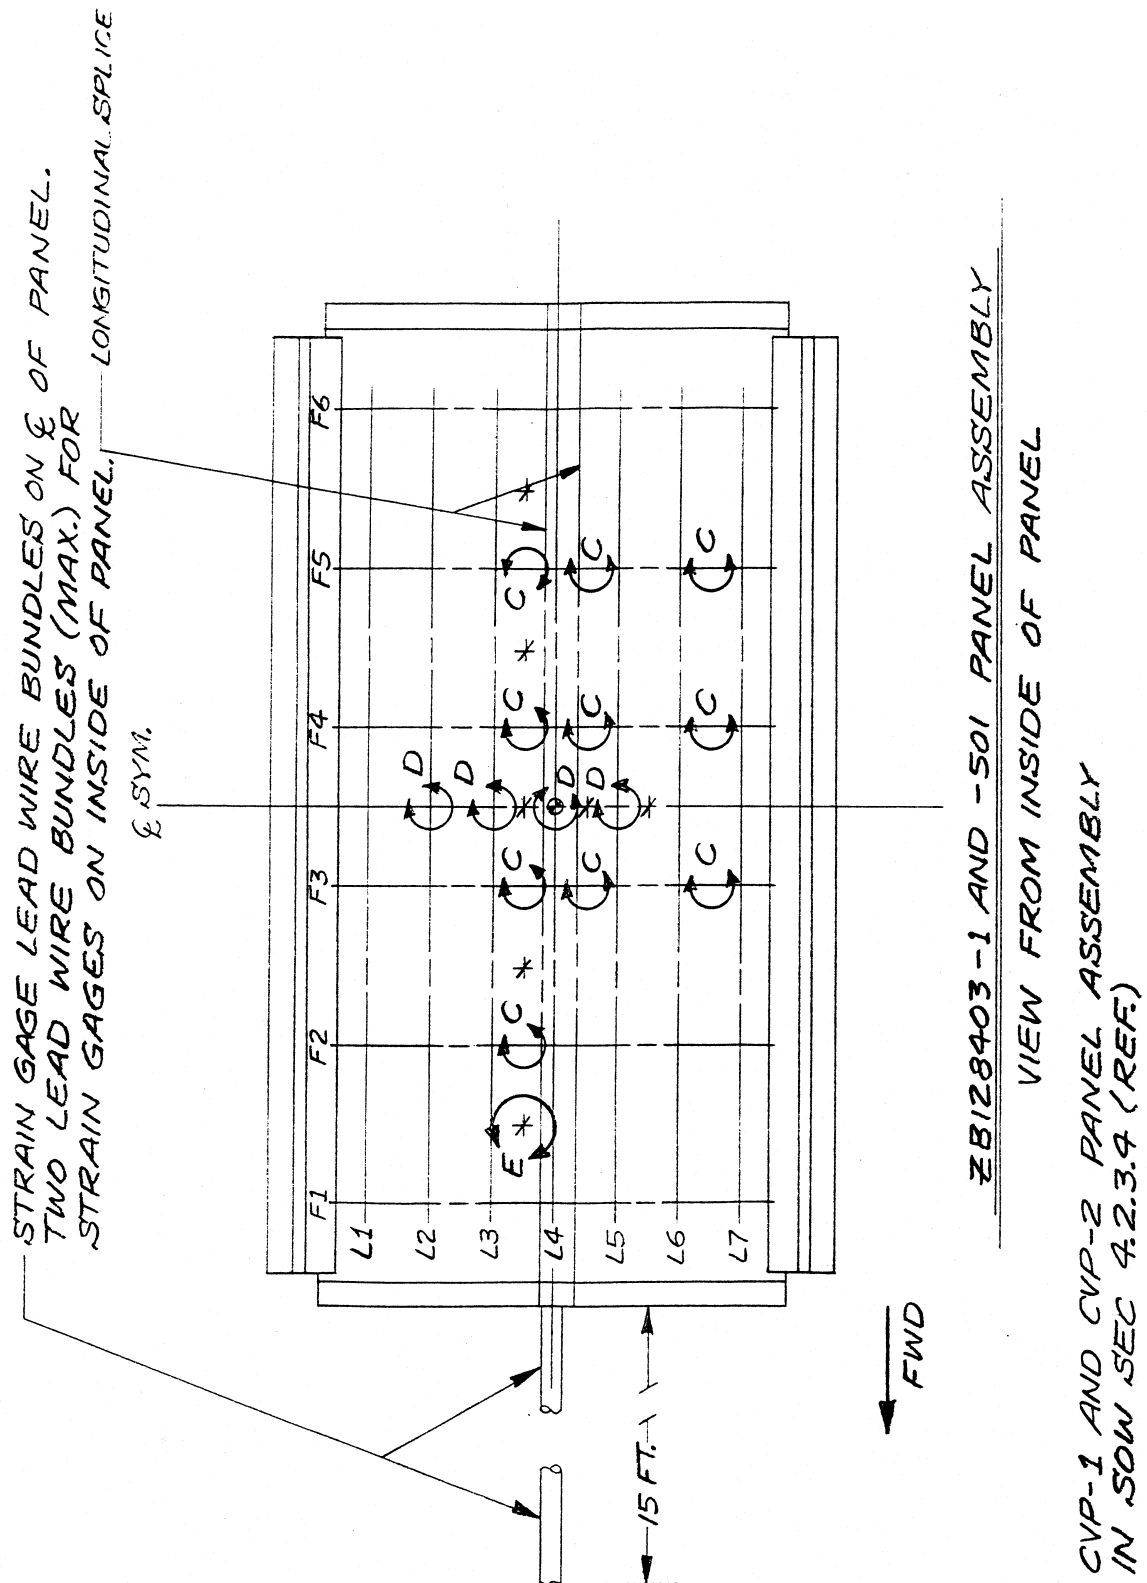 STRAIN GAGE LEAD WIRE BUNDLES ON ℄ OF PANEL.
TWO LEAD WIRE BUNDLES (MAX.) FOR
STRAIN GAGES ON INSIDE OF PANEL.
LONGITUDINAL SPLICE
℄ SYM.
F1 F2 F3 F4 F5 F6
L1
L2
D
L3
D
E C C C C C
L4
D
L5
C D C C
L6
L7
C C C
15 FT.
FWD
ZB128403-1 AND -501 PANEL ASSEMBLY
VIEW FROM INSIDE OF PANEL
CVP-1 AND CVP-2 PANEL ASSEMBLY
IN SOW SEC 4.2.3.4 (REF.)